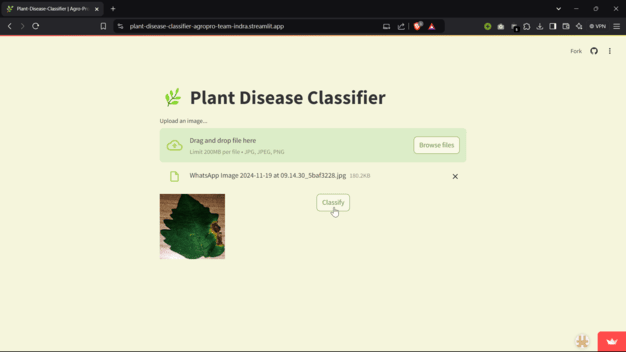 Plant-Disease-Classifier | Agro-Pro
plant-disease-classifier-agropro-team-indra.streamlit.app
VPN
Fork
Plant Disease Classifier
Upload an image...
Drag and drop file here
Limit 200MB per file • JPG, JPEG, PNG
Browse files
WhatsApp Image 2024-11-19 at 09.14.30_5baf3228.jpg 180.2KB
Classify